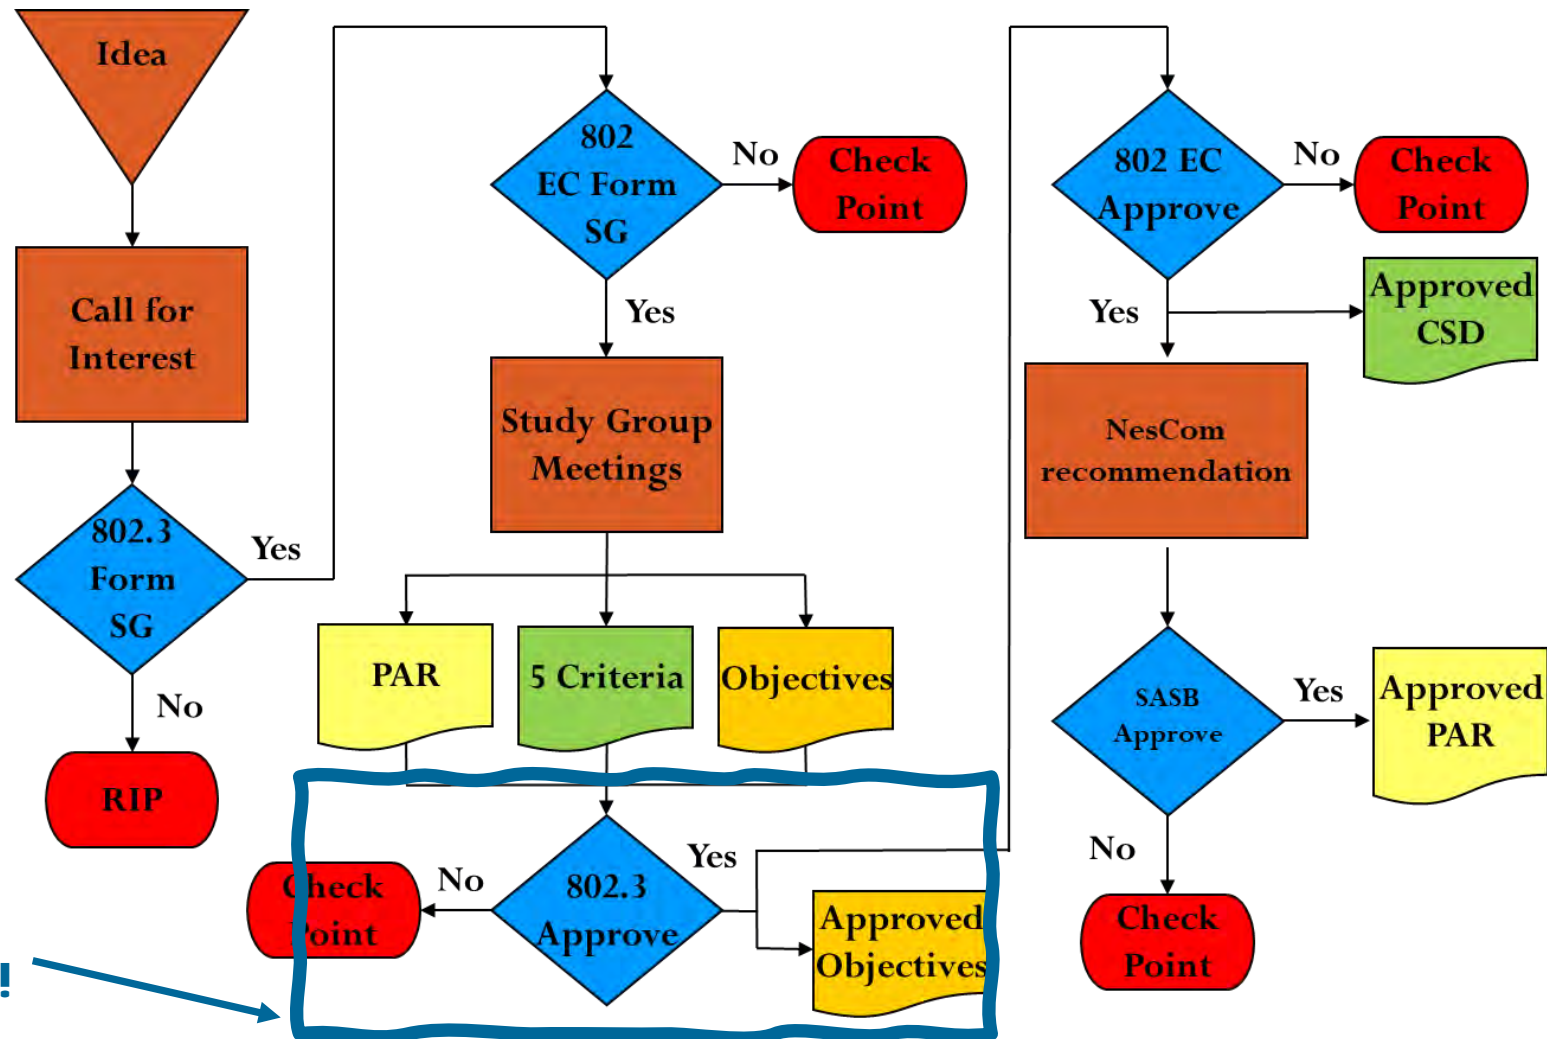 Idea
Call for
Interest
802.3
Form
SG
Yes
No
RIP
802
EC Form
SG
No
Check
Point
Yes
Study Group
Meetings
PAR
5 Criteria
Objectives
802.3
Approve
No
Check
Point
Yes
Approved
Objectives
!
802 EC
Approve
No
Check
Point
Yes
Approved
CSD
NesCom
recommendation
SASB
Approve
Yes
Approved
PAR
No
Check
Point